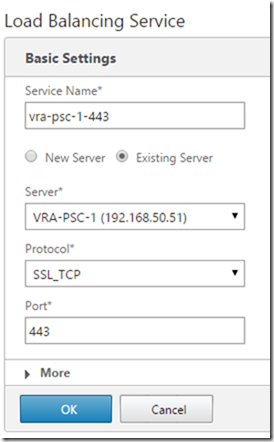 Load Balancing Service
Basic Settings
Service Name*
vra-psc-1-443
New Server Existing Server
Server*
VRA-PSC-1 (192.168.50.51)
Protocol*
SSL_TCP
Port*
443
More
OK Cancel